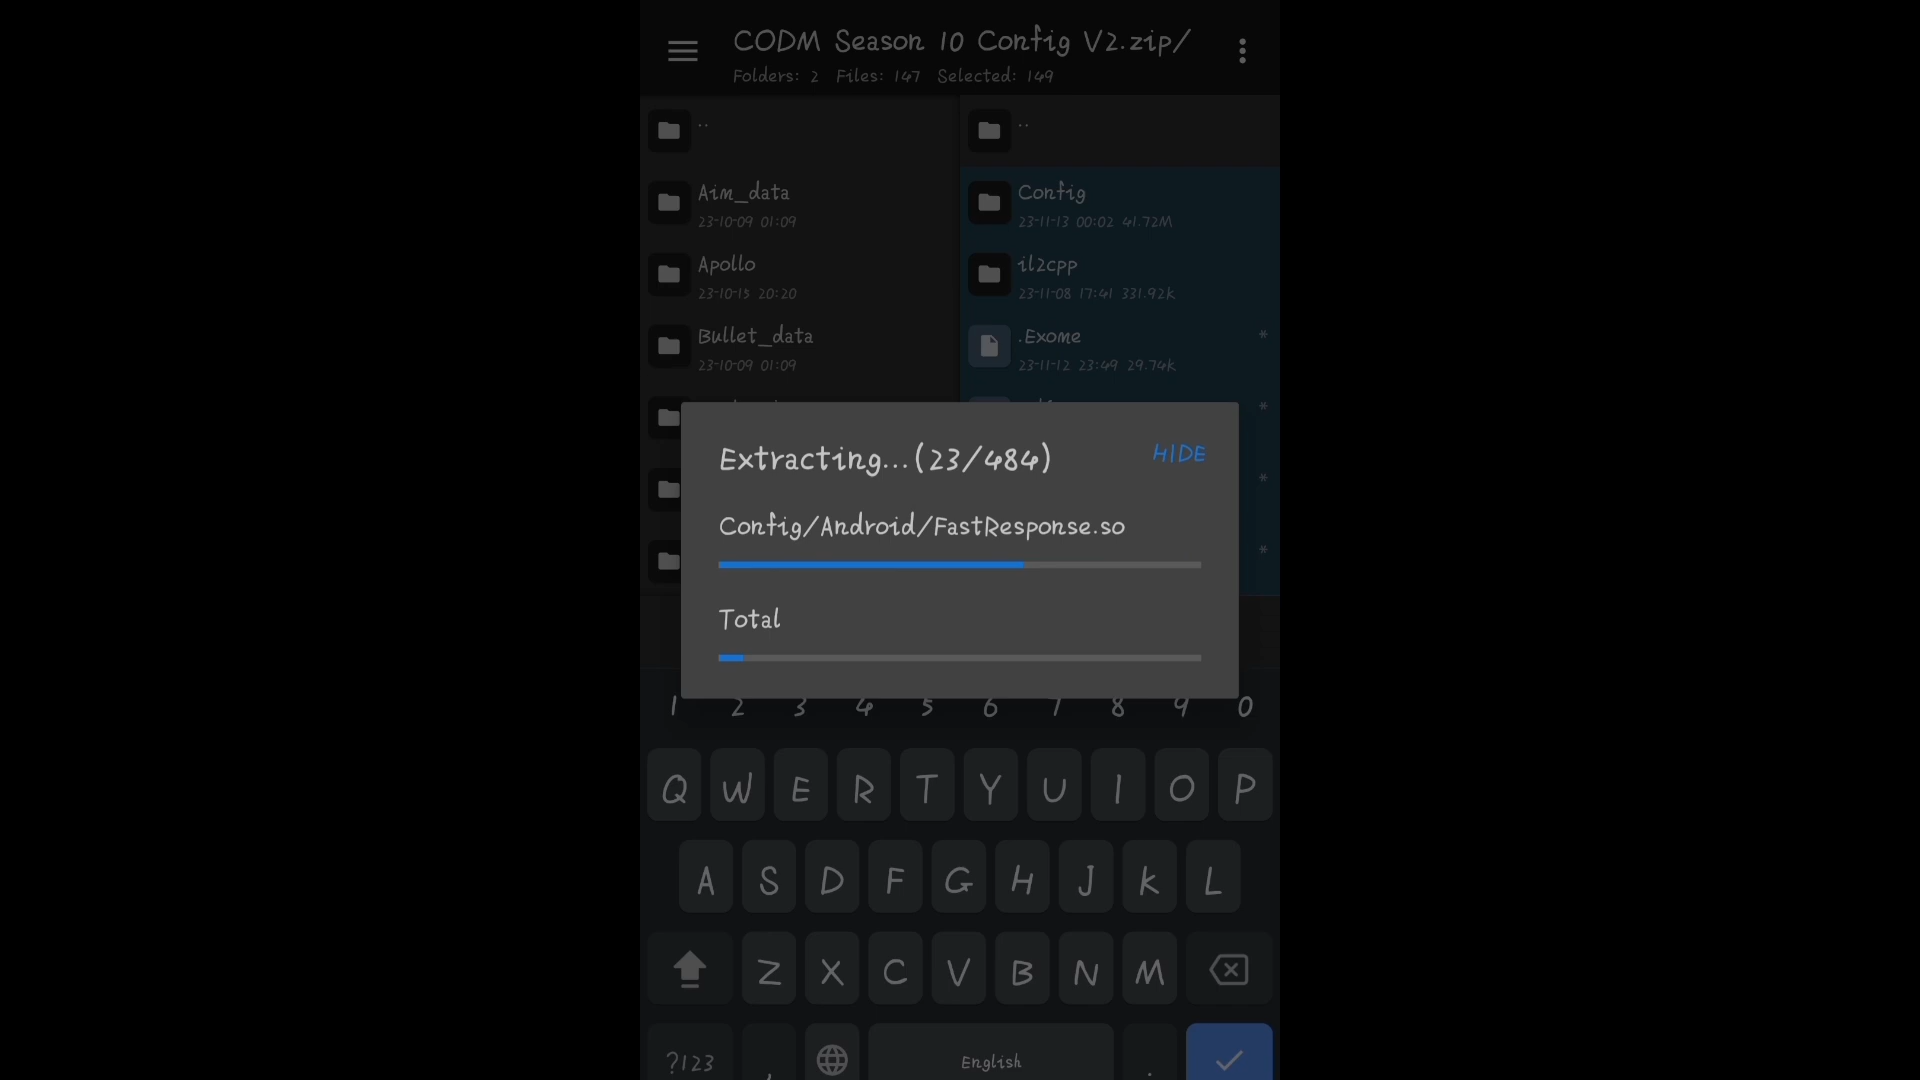 CODM Season 10 Config V2.zip/
Folders: 2 Files: 147 Selected: 149
..
Aim_data
23-10-09 01:09
Apollo
23-10-15 20:20
Bullet_data
23-10-09 01:09
..
Config
23-11-13 00:02 41.72M
il2cpp
23-11-08 17:41 331.92K
.Exome *
23-11-12 23:49 29.74K
*
*
*
Extracting...(23/484)
HIDE
Config/Android/FastResponse.so
Total
1 2 3 4 5 6 7 8 9 0
Q W E R T Y U I O P
A S D F G H J K L
Z X C V B N M
?123 , English .